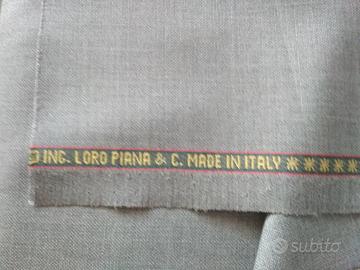 ING. LORO PIANA & C. MADE IN ITALY ✳ ✳ ✳ ✳ ✳
subito